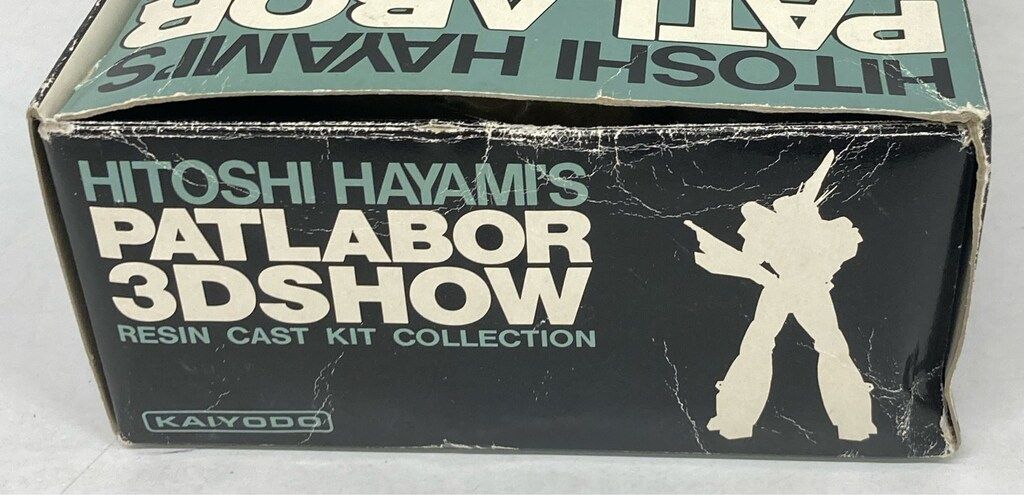 HITOSHI HAYAMI'S
PATLABOR
HITOSHI HAYAMI'S
PATLABOR
3DSHOW
RESIN CAST KIT COLLECTION
KAIYODO